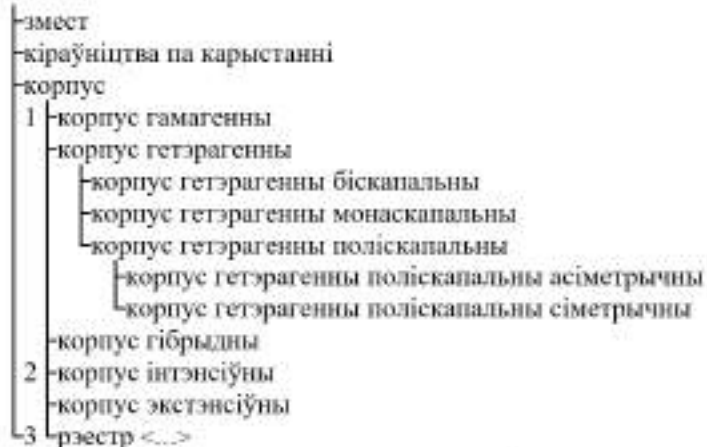 змест
кіраўніцтва па карыстанні
корпус
1 корпус гамагенны
корпус гетэрагенны
корпус гетэрагенны біскапальны
корпус гетэрагенны монаскапальны
корпус гетэрагенны поліскапальны
корпус гетэрагенны поліскапальны асіметрычны
корпус гетэрагенны поліскапальны сіметрычны
корпус гібрыдны
2 корпус інтэнсіўны
корпус экстэнсіўны
3 рэестр <...>